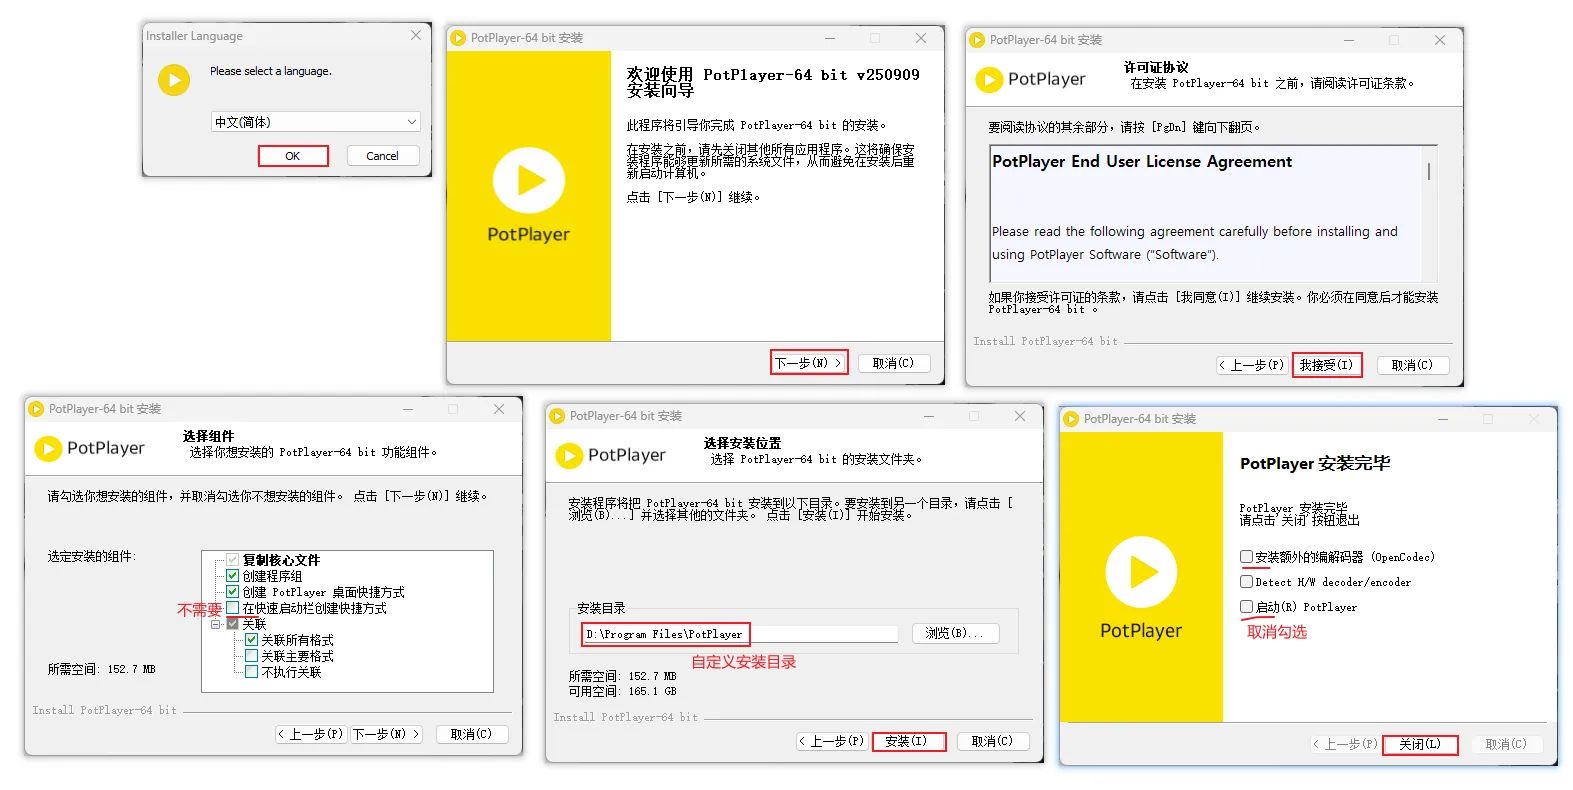 Installer Language
Please select a language.
中文(简体)
OK
Cancel
PotPlayer-64 bit 安装
欢迎使用 PotPlayer-64 bit v250909
安装向导
此程序将引导你完成 PotPlayer-64 bit 的安装。
在安装之前,请先关闭其他所有应用程序。这将确保安
装程序能够更新所需的系统文件,从而避免在安装后重
新启动计算机。
点击 [下一步(N)] 继续。
PotPlayer
下一步(N) >
取消(C)
PotPlayer-64 bit 安装
PotPlayer
许可证协议
在安装 PotPlayer-64 bit 之前,请阅读许可证条款。
要阅读协议的其余部分,请按 [PgDn] 键向下翻页。
PotPlayer End User License Agreement
Please read the following agreement carefully before installing and
using PotPlayer Software (“Software”).
如果你接受许可证的条款,请点击 [我同意(I)] 继续安装。你必须在同意后才能安装
PotPlayer-64 bit 。
Install PotPlayer-64 bit
< 上一步(P)
我接受(I)
取消(C)
PotPlayer-64 bit 安装
PotPlayer
选择组件
选择你想安装的 PotPlayer-64 bit 功能组件。
请勾选你想安装的组件,并取消勾选你不想安装的组件。 点击 [下一步(N)] 继续。
选定安装的组件:
复制核心文件
创建程序组
创建 PotPlayer 桌面快捷方式
不需要
在快速启动栏创建快捷方式
关联
关联所有格式
关联主要格式
不执行关联
所需空间: 152.7 MB
Install PotPlayer-64 bit
< 上一步(P)
下一步(N) >
取消(C)
PotPlayer-64 bit 安装
PotPlayer
选择安装位置
选择 PotPlayer-64 bit 的安装文件夹。
安装程序将把 PotPlayer-64 bit 安装到以下目录。要安装到另一个目录,请点击 [
浏览(B)...] 并选择其他的文件夹。 点击 [安装(I)] 开始安装。
安装目录
D:\Program Files\PotPlayer
浏览(B)...
自定义安装目录
所需空间: 152.7 MB
可用空间: 165.1 GB
Install PotPlayer-64 bit
< 上一步(P)
安装(I)
取消(C)
PotPlayer-64 bit 安装
PotPlayer 安装完毕
PotPlayer 安装完毕
请点击'关闭'按钮退出
安装额外的编解码器 (OpenCodec)
Detect H/W decoder/encoder
启动(R) PotPlayer
取消勾选
PotPlayer
< 上一步(P)
关闭(L)
取消(C)